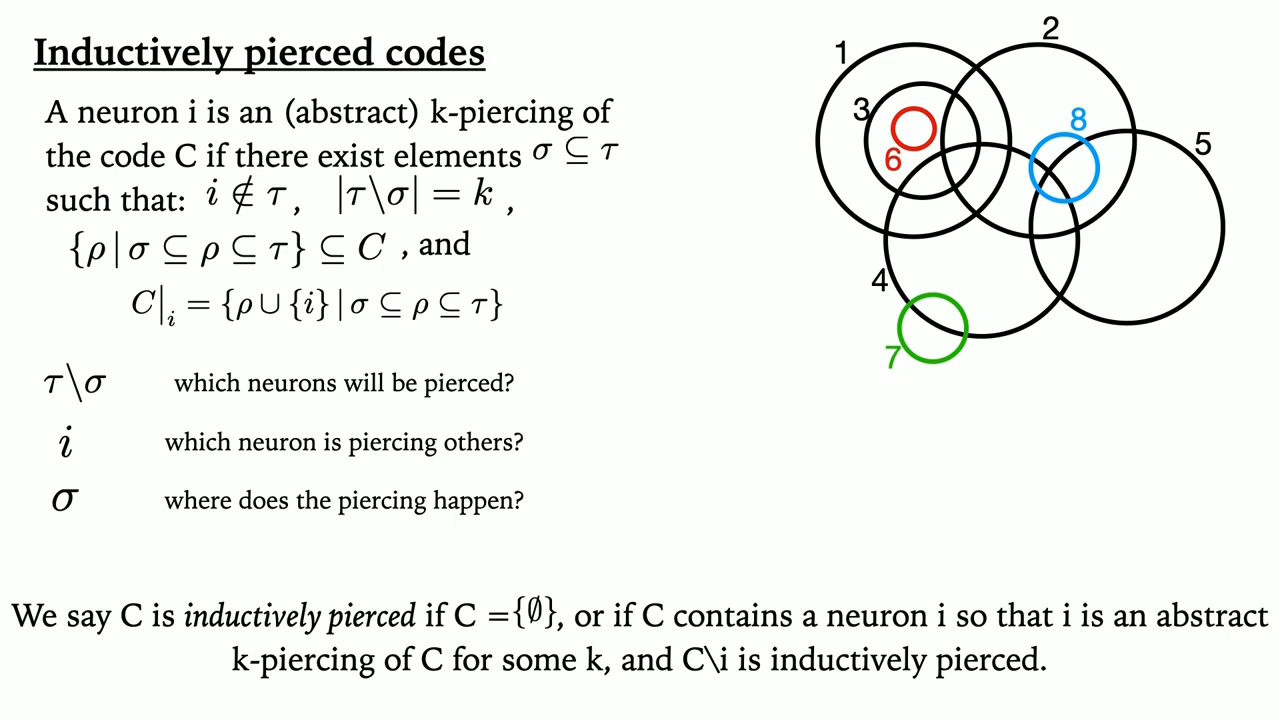 Inductively pierced codes
A neuron i is an (abstract) k-piercing of
the code C if there exist elements σ ⊆ τ
such that: i ∉ τ, |τ\σ| = k ,
{ρ | σ ⊆ ρ ⊆ τ} ⊆ C , and
C|ᵢ = {ρ ∪ {i} | σ ⊆ ρ ⊆ τ}
τ\σ which neurons will be pierced?
i which neuron is piercing others?
σ where does the piercing happen?
1
2
3
8
5
6
4
7
We say C is inductively pierced if C ={∅}, or if C contains a neuron i so that i is an abstract
k-piercing of C for some k, and C\i is inductively pierced.